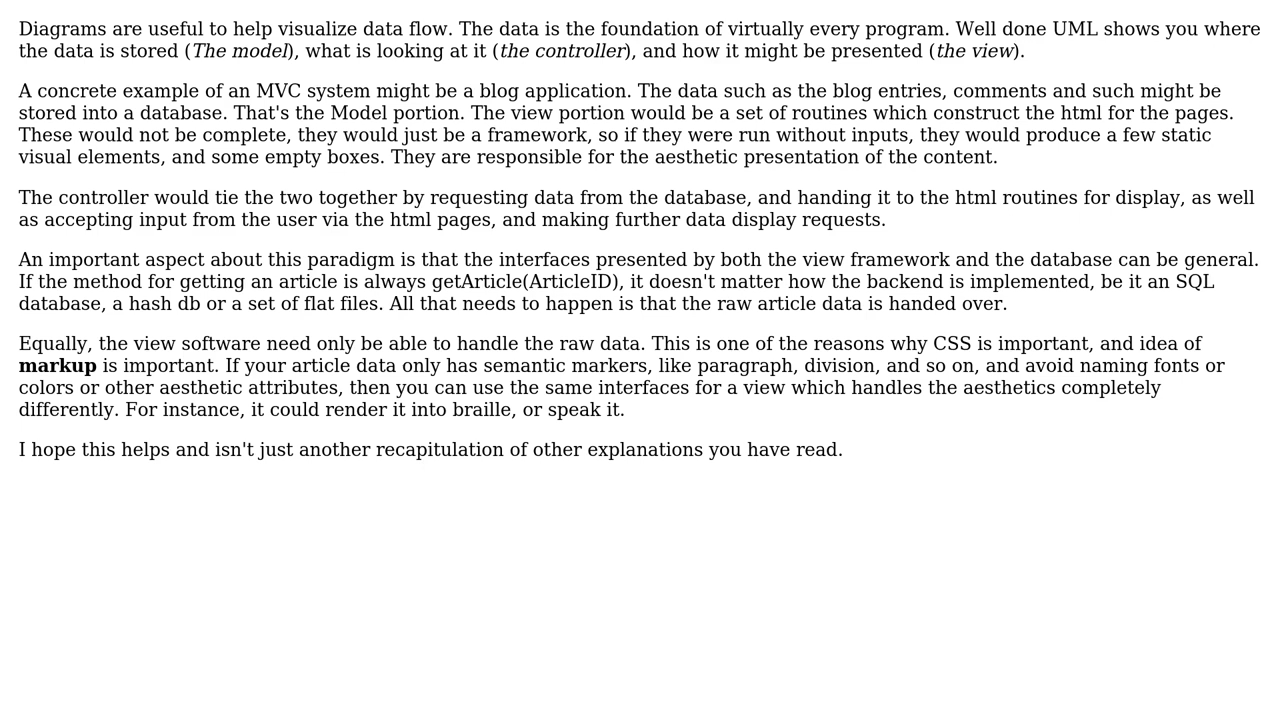 Diagrams are useful to help visualize data flow. The data is the foundation of virtually every program. Well done UML shows you where
the data is stored (The model), what is looking at it (the controller), and how it might be presented (the view).
A concrete example of an MVC system might be a blog application. The data such as the blog entries, comments and such might be
stored into a database. That's the Model portion. The view portion would be a set of routines which construct the html for the pages.
These would not be complete, they would just be a framework, so if they were run without inputs, they would produce a few static
visual elements, and some empty boxes. They are responsible for the aesthetic presentation of the content.
The controller would tie the two together by requesting data from the database, and handing it to the html routines for display, as well
as accepting input from the user via the html pages, and making further data display requests.
An important aspect about this paradigm is that the interfaces presented by both the view framework and the database can be general.
If the method for getting an article is always getArticle(ArticleID), it doesn't matter how the backend is implemented, be it an SQL
database, a hash db or a set of flat files. All that needs to happen is that the raw article data is handed over.
Equally, the view software need only be able to handle the raw data. This is one of the reasons why CSS is important, and idea of
markup is important. If your article data only has semantic markers, like paragraph, division, and so on, and avoid naming fonts or
colors or other aesthetic attributes, then you can use the same interfaces for a view which handles the aesthetics completely
differently. For instance, it could render it into braille, or speak it.
I hope this helps and isn't just another recapitulation of other explanations you have read.